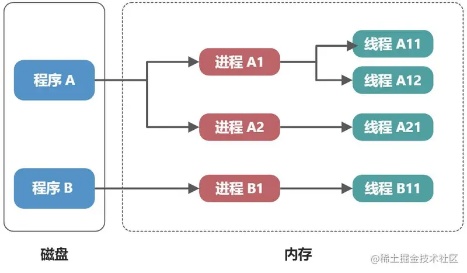 线程 A11
程序 A
进程 A1
线程 A12
进程 A2
线程 A21
程序 B
进程 B1
线程 B11
磁盘
内存
@稀土掘金技术社区